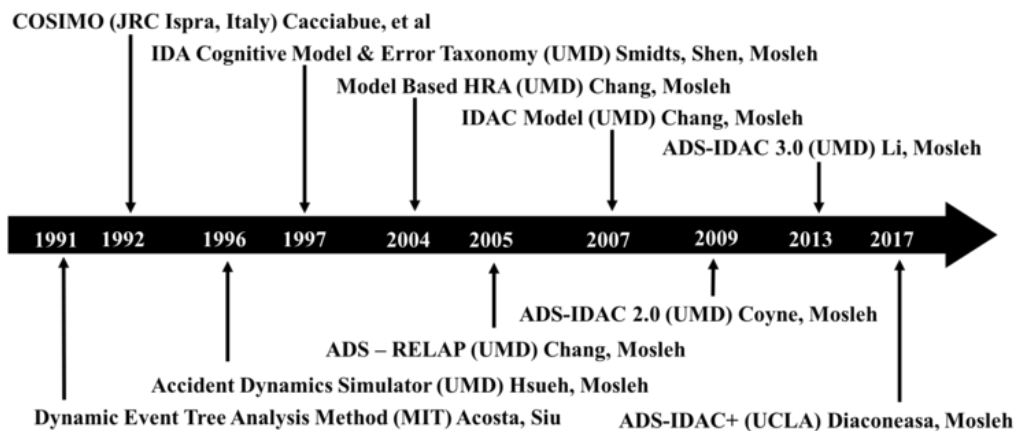 COSIMO (JRC Ispra, Italy) Cacciabue, et al
IDA Cognitive Model & Error Taxonomy (UMD) Smidts, Shen, Mosleh
Model Based HRA (UMD) Chang, Mosleh
IDAC Model (UMD) Chang, Mosleh
ADS-IDAC 3.0 (UMD) Li, Mosleh
1991 1992 1996 1997 2004 2005 2007 2009 2013 2017
ADS-IDAC 2.0 (UMD) Coyne, Mosleh
ADS – RELAP (UMD) Chang, Mosleh
Accident Dynamics Simulator (UMD) Hsueh, Mosleh
Dynamic Event Tree Analysis Method (MIT) Acosta, Siu
ADS-IDAC+ (UCLA) Diaconeasa, Mosleh